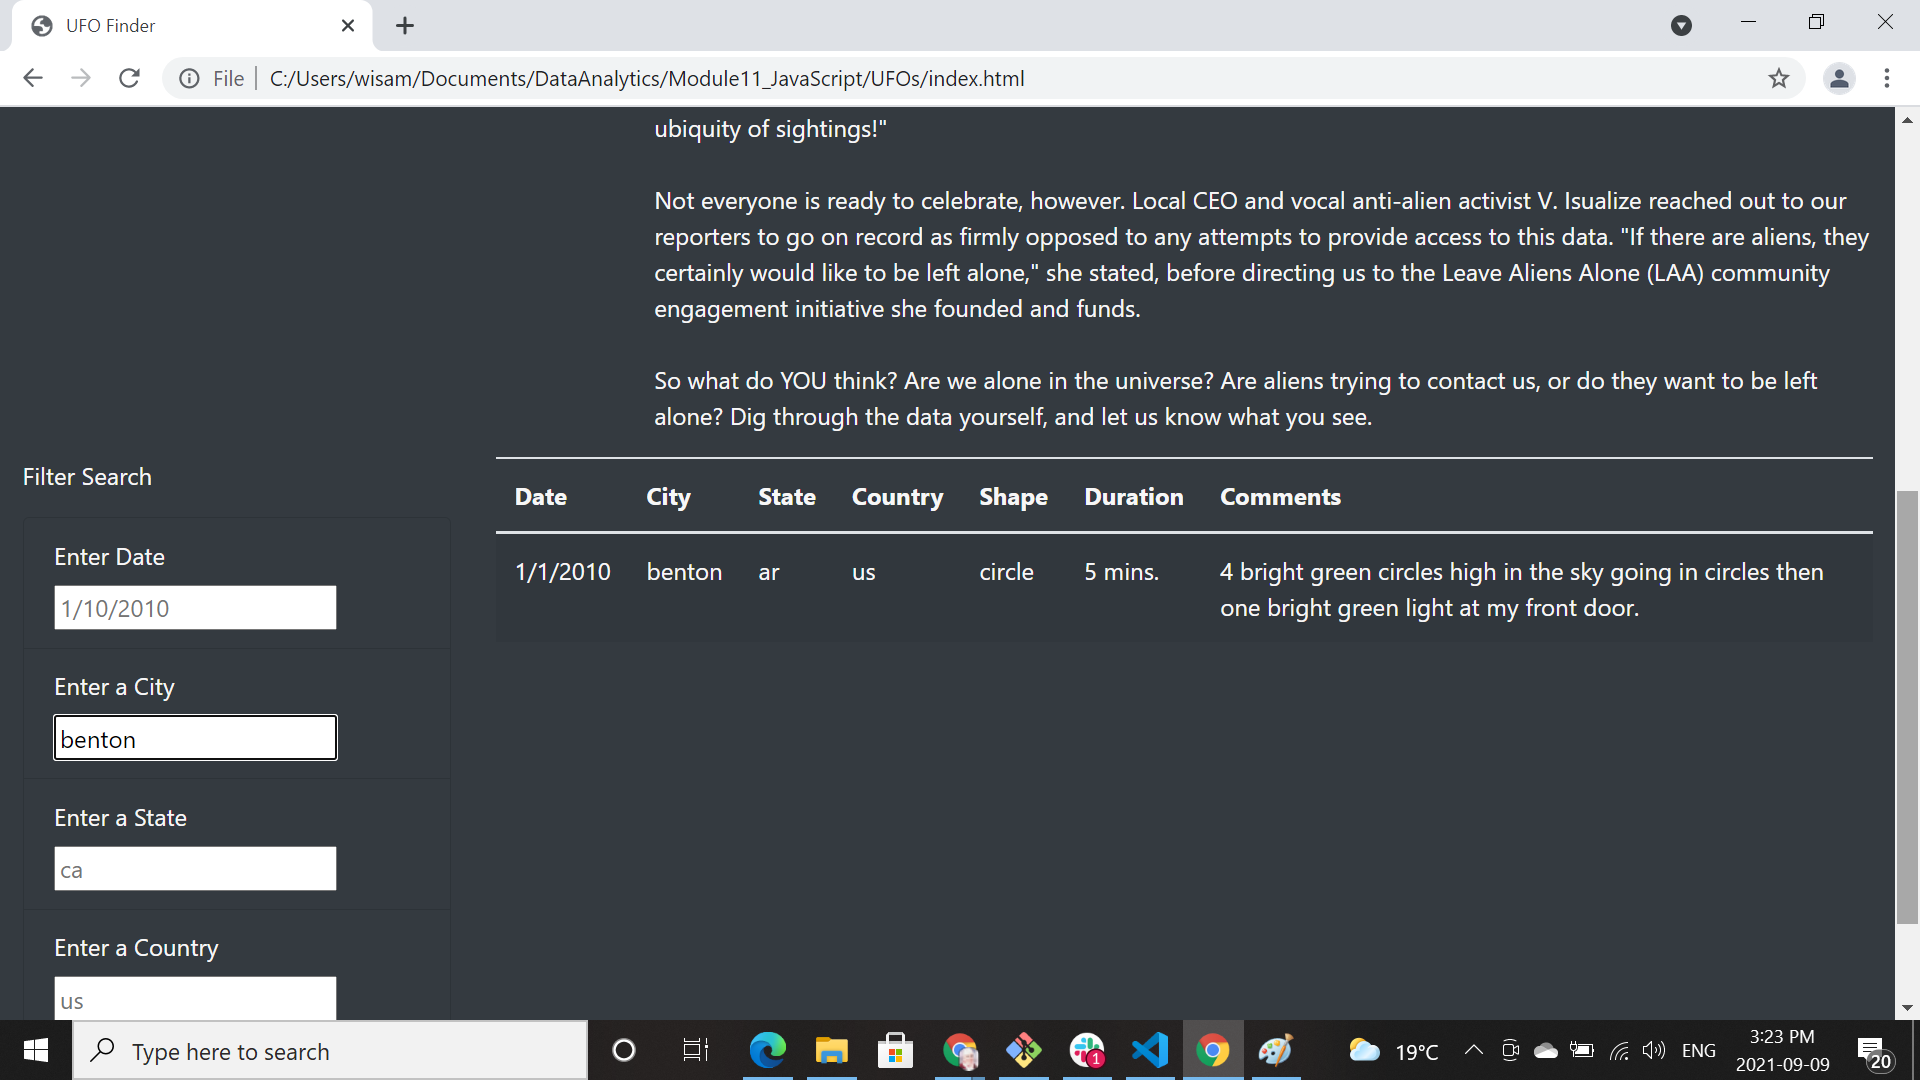 UFO Finder
File
C:/Users/wisam/Documents/DataAnalytics/Module11_JavaScript/UFOs/index.html
ubiquity of sightings!"
Not everyone is ready to celebrate, however. Local CEO and vocal anti-alien activist V. Isualize reached out to our
reporters to go on record as firmly opposed to any attempts to provide access to this data. "If there are aliens, they
certainly would like to be left alone," she stated, before directing us to the Leave Aliens Alone (LAA) community
engagement initiative she founded and funds.
So what do YOU think? Are we alone in the universe? Are aliens trying to contact us, or do they want to be left
alone? Dig through the data yourself, and let us know what you see.
Filter Search
Enter Date
1/10/2010
Enter a City
benton
Enter a State
ca
Enter a Country
us
Date City State Country Shape Duration Comments
1/1/2010 benton ar us circle 5 mins. 4 bright green circles high in the sky going in circles then
one bright green light at my front door.
Type here to search
1
19°C
ENG
3:23 PM
2021-09-09
20